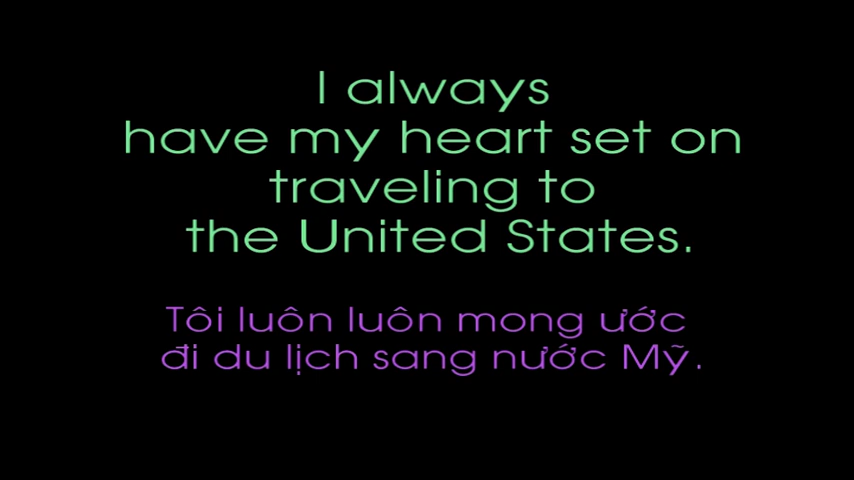 I always
have my heart set on
traveling to
the United States.
Tôi luôn luôn mong ước
đi du lịch sang nước Mỹ.